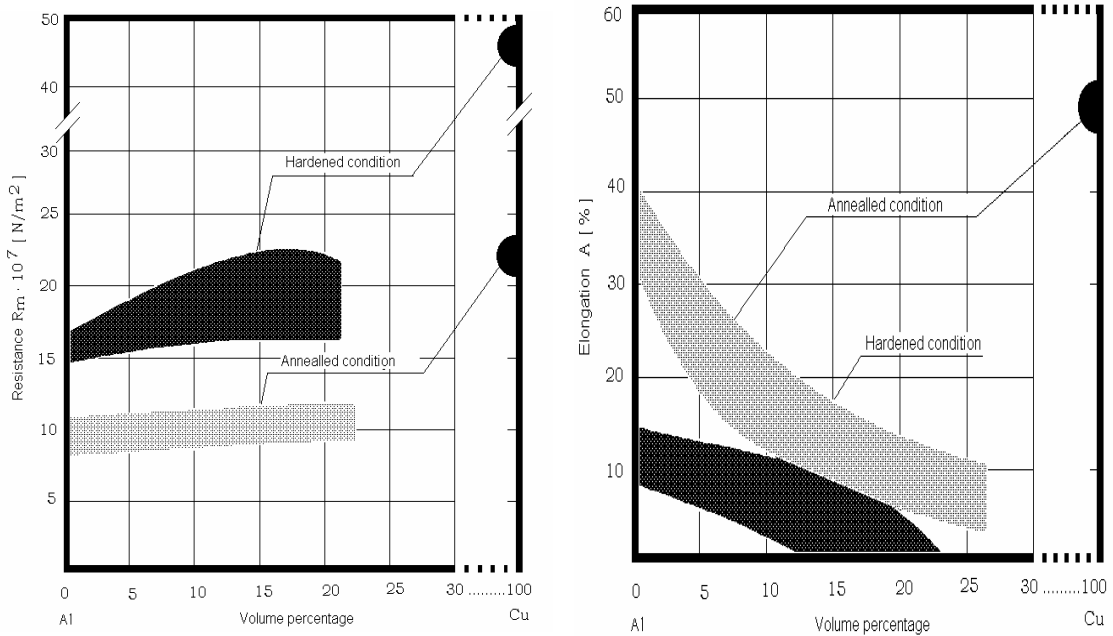 50
40
30
25
20
15
10
5
Resistance Rm · 10 7 [ N/m2 ]
Hardened condition
Annealled condition
0 5 10 15 20 25 30 .........100
Al Volume percentage Cu
60
50
40
30
20
10
Elongation A [ % ]
Annealled condition
Hardened condition
0 5 10 15 20 25 30 .........100
Al Volume percentage Cu